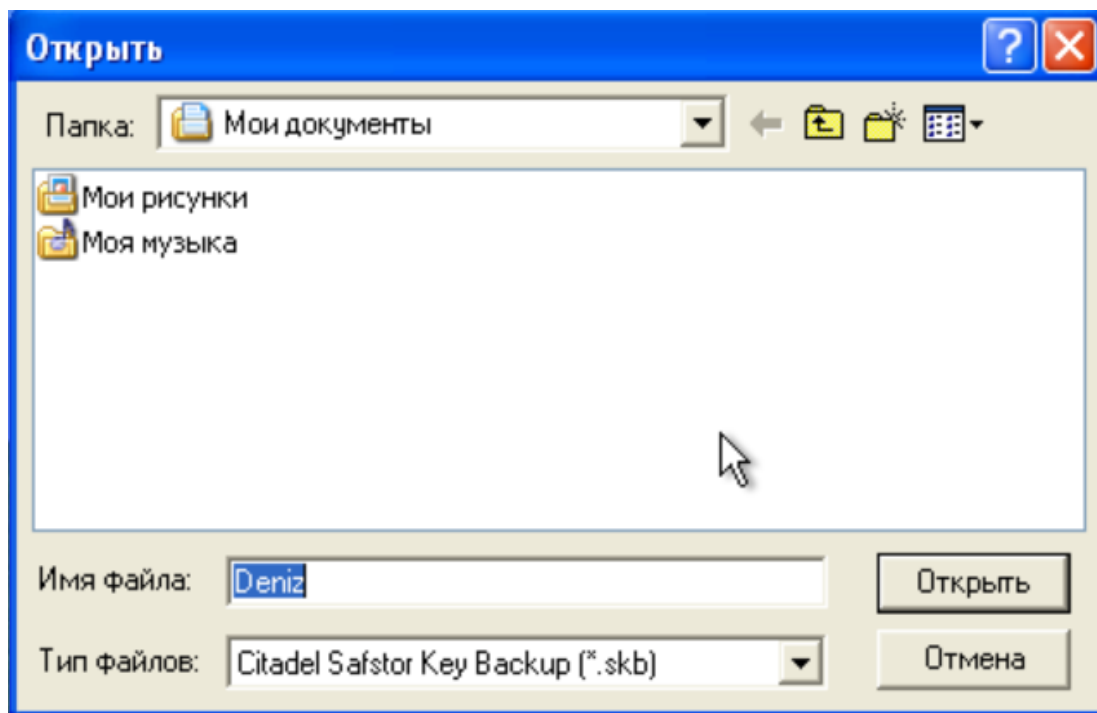 Открыть
Папка: Мои документы
Мои рисунки
Моя музыка
Имя файла: Deniz Открыть
Тип файлов: Citadel Safstor Key Backup (*.skb) Отмена